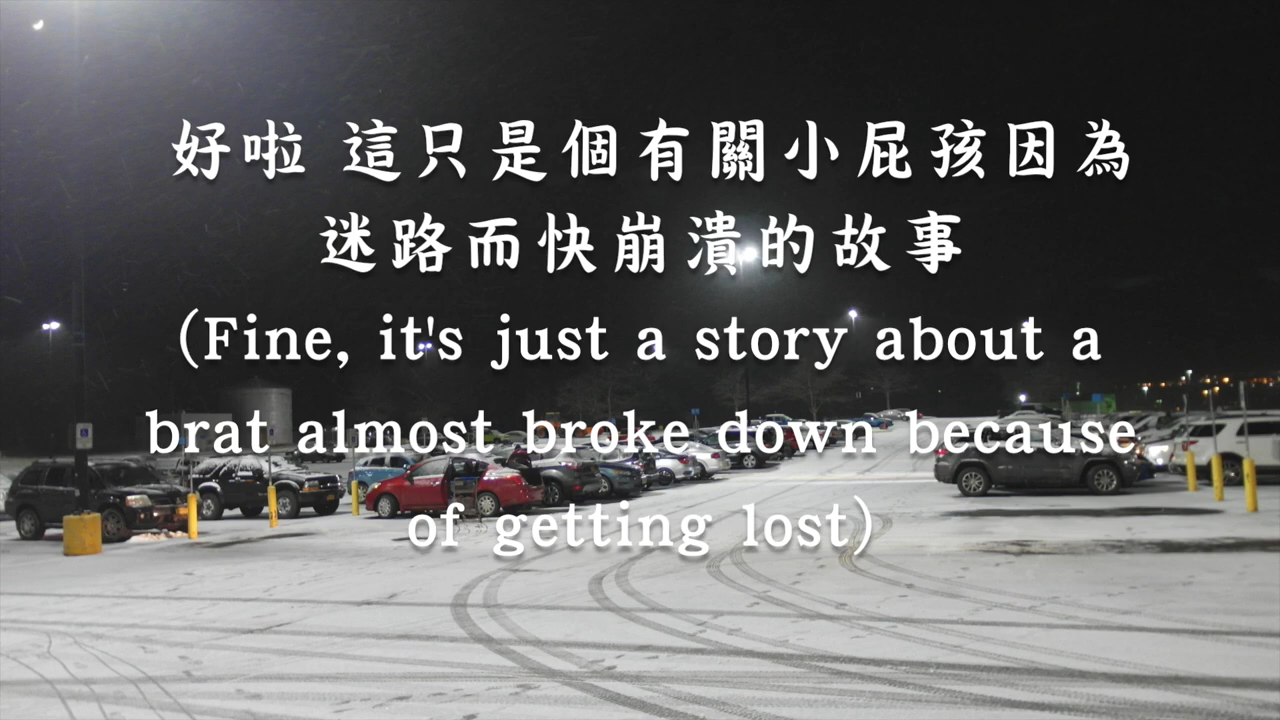 好啦 這只是個有關小屁孩因為
迷路而快崩潰的故事
(Fine, it's just a story about a
brat almost broke down because
of getting lost)